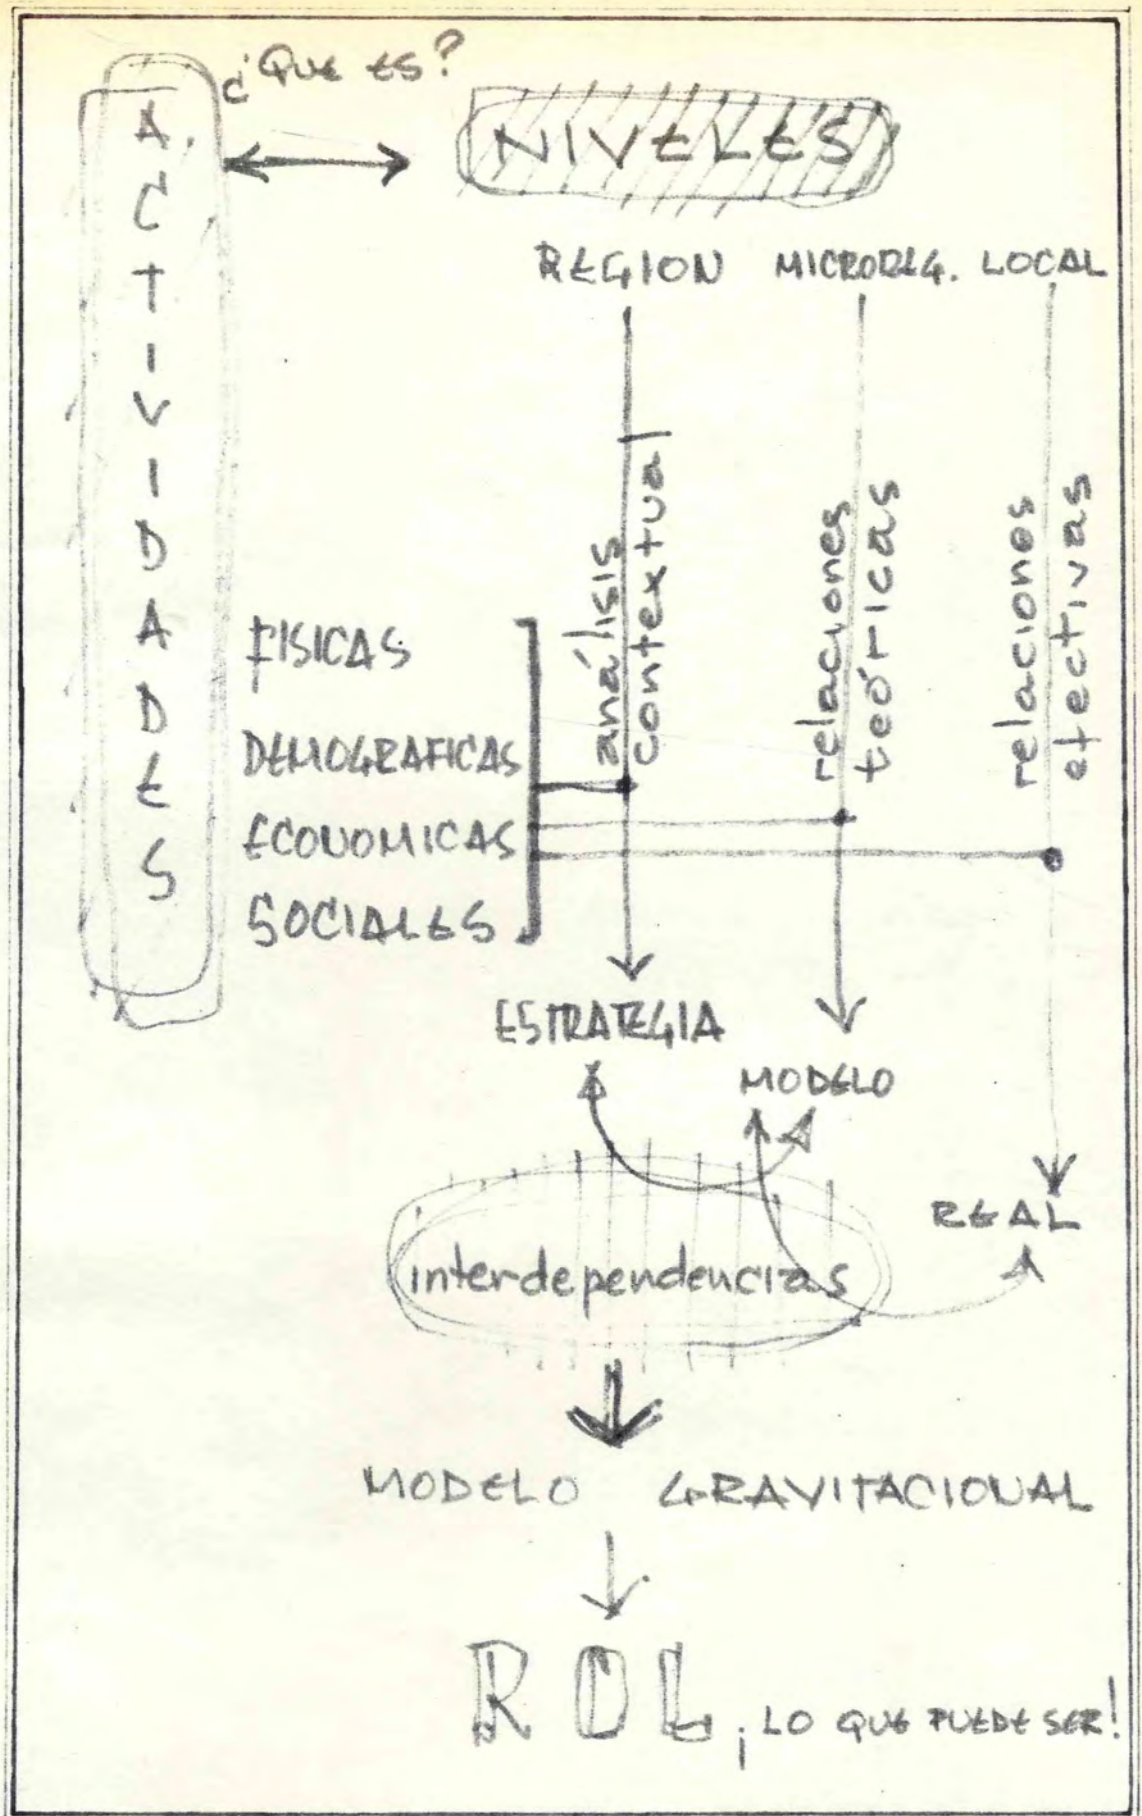 ¿QUE ES?
ACTIVIDADES
NIVELES
REGION MICROREG. LOCAL
análisis
contextual
relaciones
teóricas
relaciones
efectivas
FISICAS
DEMOGRAFICAS
ECONOMICAS
SOCIALES
ESTRATEGIA
MODELO
REAL
interdependencias
MODELO GRAVITACIONAL
ROL ¡LO QUE PUEDE SER!